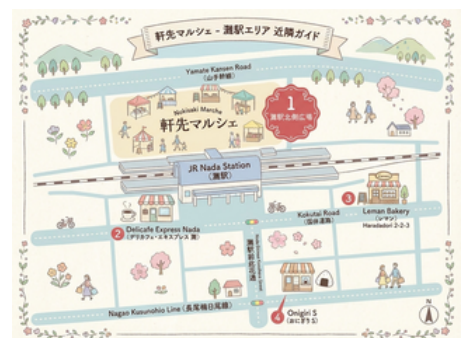 軒先マルシェ - 灘駅エリア 近隣ガイド
Yamate Kansen Road
(山手幹線)
Nokisaki Marche
軒先マルシェ
1
灘駅北側広場
JR Nada Station
(灘駅)
3
Leman Bakery
(レマン)
Haradadori 2-2-3
Kokutai Road
(国体道路)
2 Delicafe Express Nada
(デリカフェ・エキスプレス 灘)
Nagao Kusunohio Line (長尾楠日尾線)
4
Onigiri S
(おにぎりS)
N